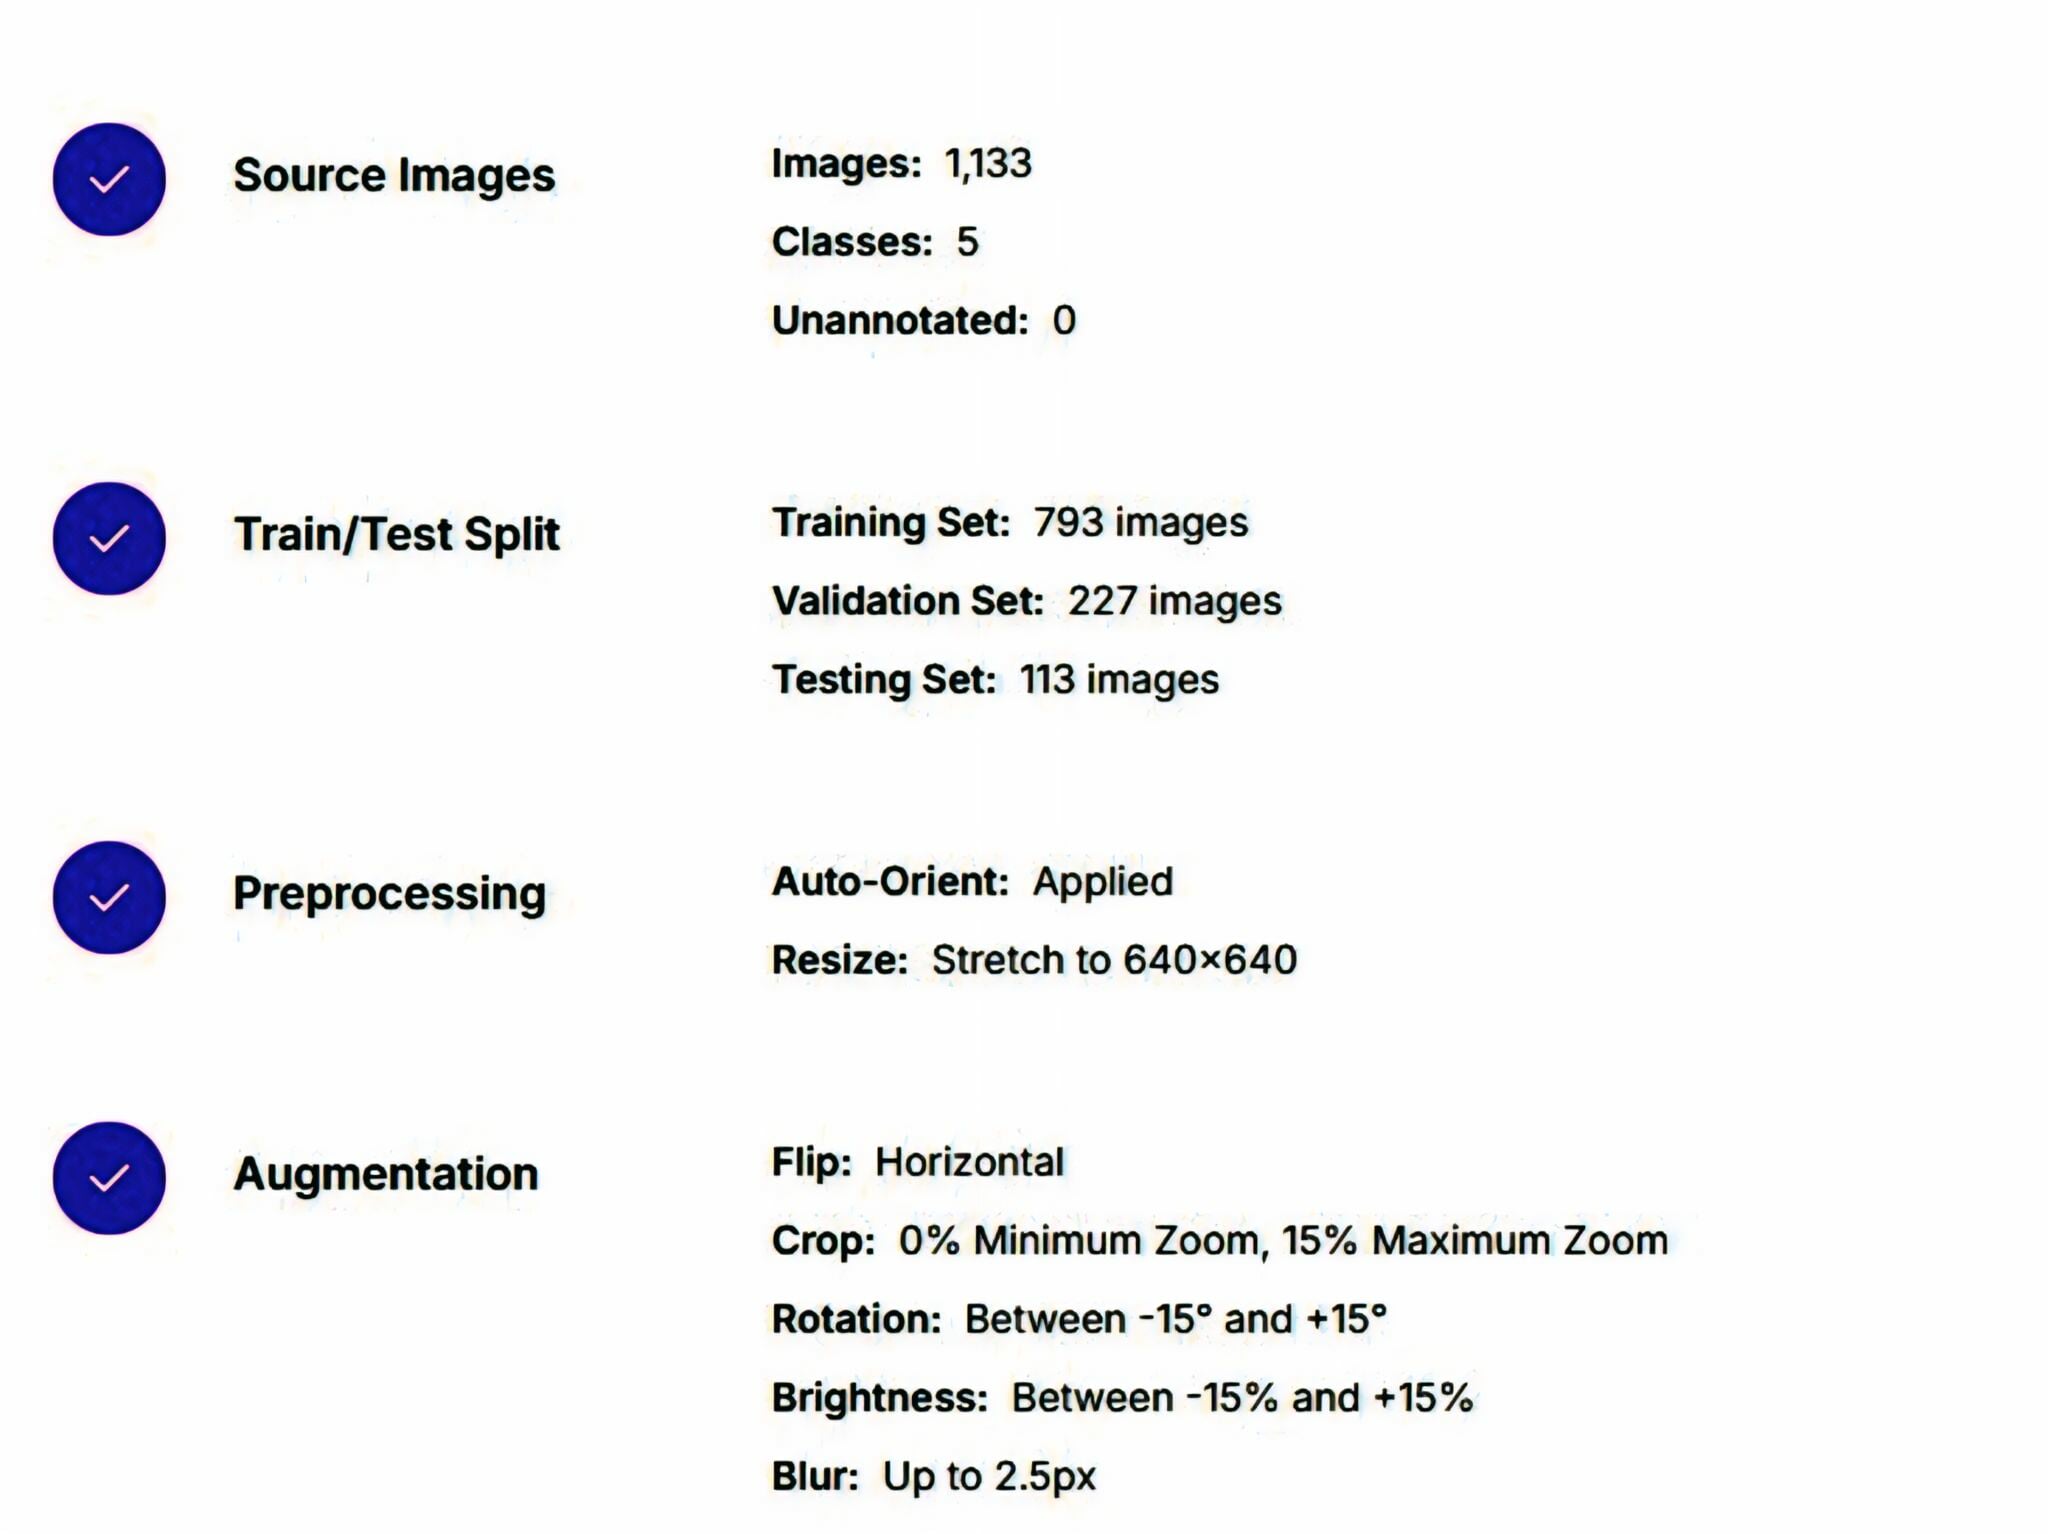 Source Images
Images: 1,133
Classes: 5
Unannotated: 0
Train/Test Split
Training Set: 793 images
Validation Set: 227 images
Testing Set: 113 images
Preprocessing
Auto-Orient: Applied
Resize: Stretch to 640×640
Augmentation
Flip: Horizontal
Crop: 0% Minimum Zoom, 15% Maximum Zoom
Rotation: Between -15° and +15°
Brightness: Between -15% and +15%
Blur: Up to 2.5px